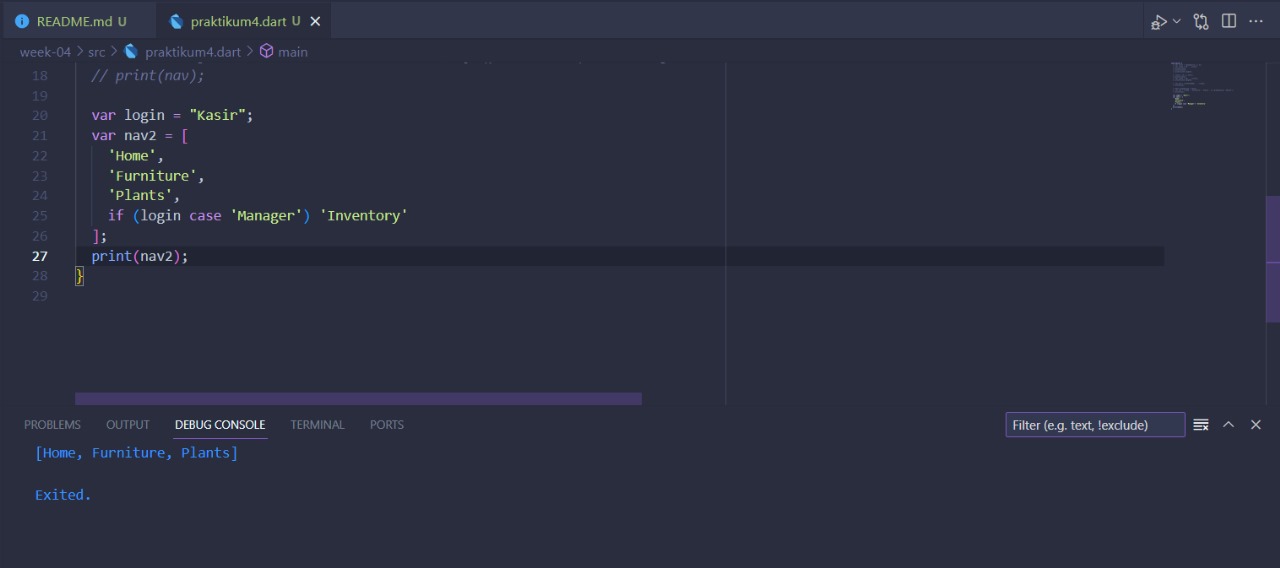 README.md U praktikum4.dart U
week-04 > src > praktikum4.dart > main
18 // print(nav);
19
20 var login = "Kasir";
21 var nav2 = [
22 'Home',
23 'Furniture',
24 'Plants',
25 if (login case 'Manager') 'Inventory'
26 ];
27 print(nav2);
28 }
29
PROBLEMS OUTPUT DEBUG CONSOLE TERMINAL PORTS Filter (e.g. text, !exclude)
[Home, Furniture, Plants]
Exited.